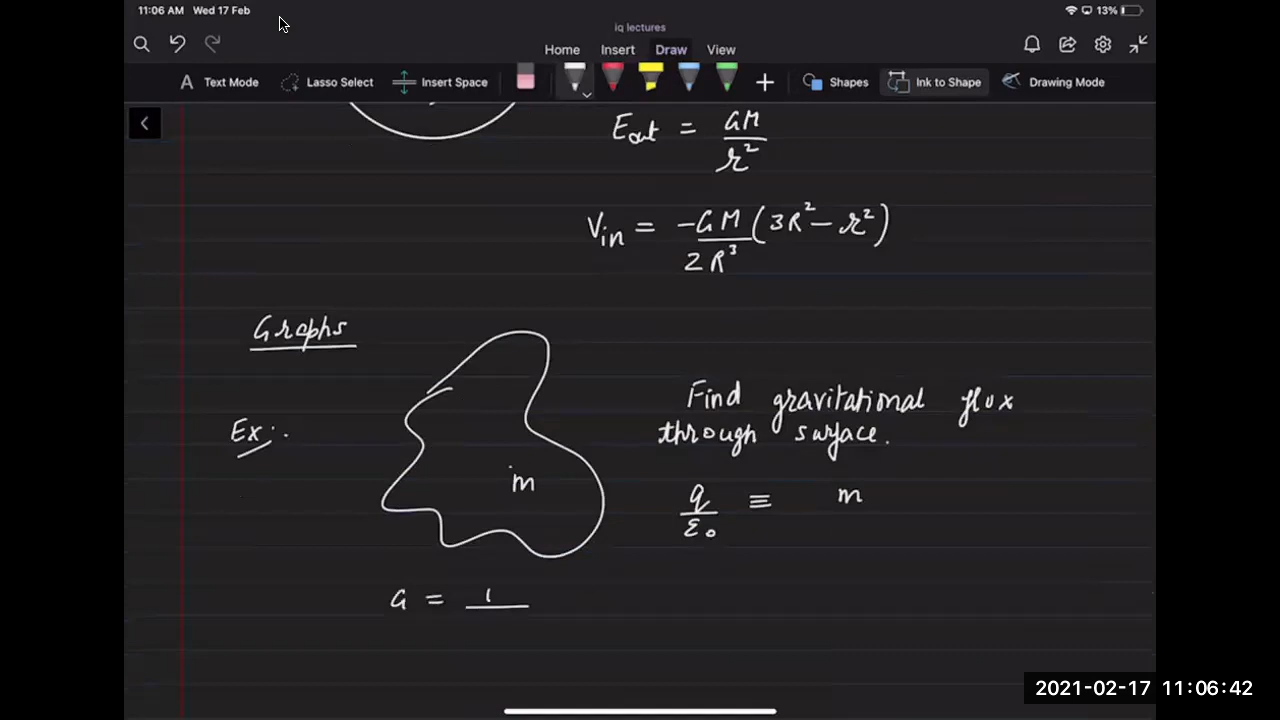 11:06 AM Wed 17 Feb
13%
iq lectures
Home Insert Draw View
Text Mode Lasso Select Insert Space Shapes Ink to Shape Drawing Mode
E_out = GM/r²
V_in = -GM/2R³ (3R² - r²)
Graphs
Ex:.
m
Find gravitational flux
through surface.
q/ε₀ ≡ m
G = 1/
2021-02-17 11:06:42